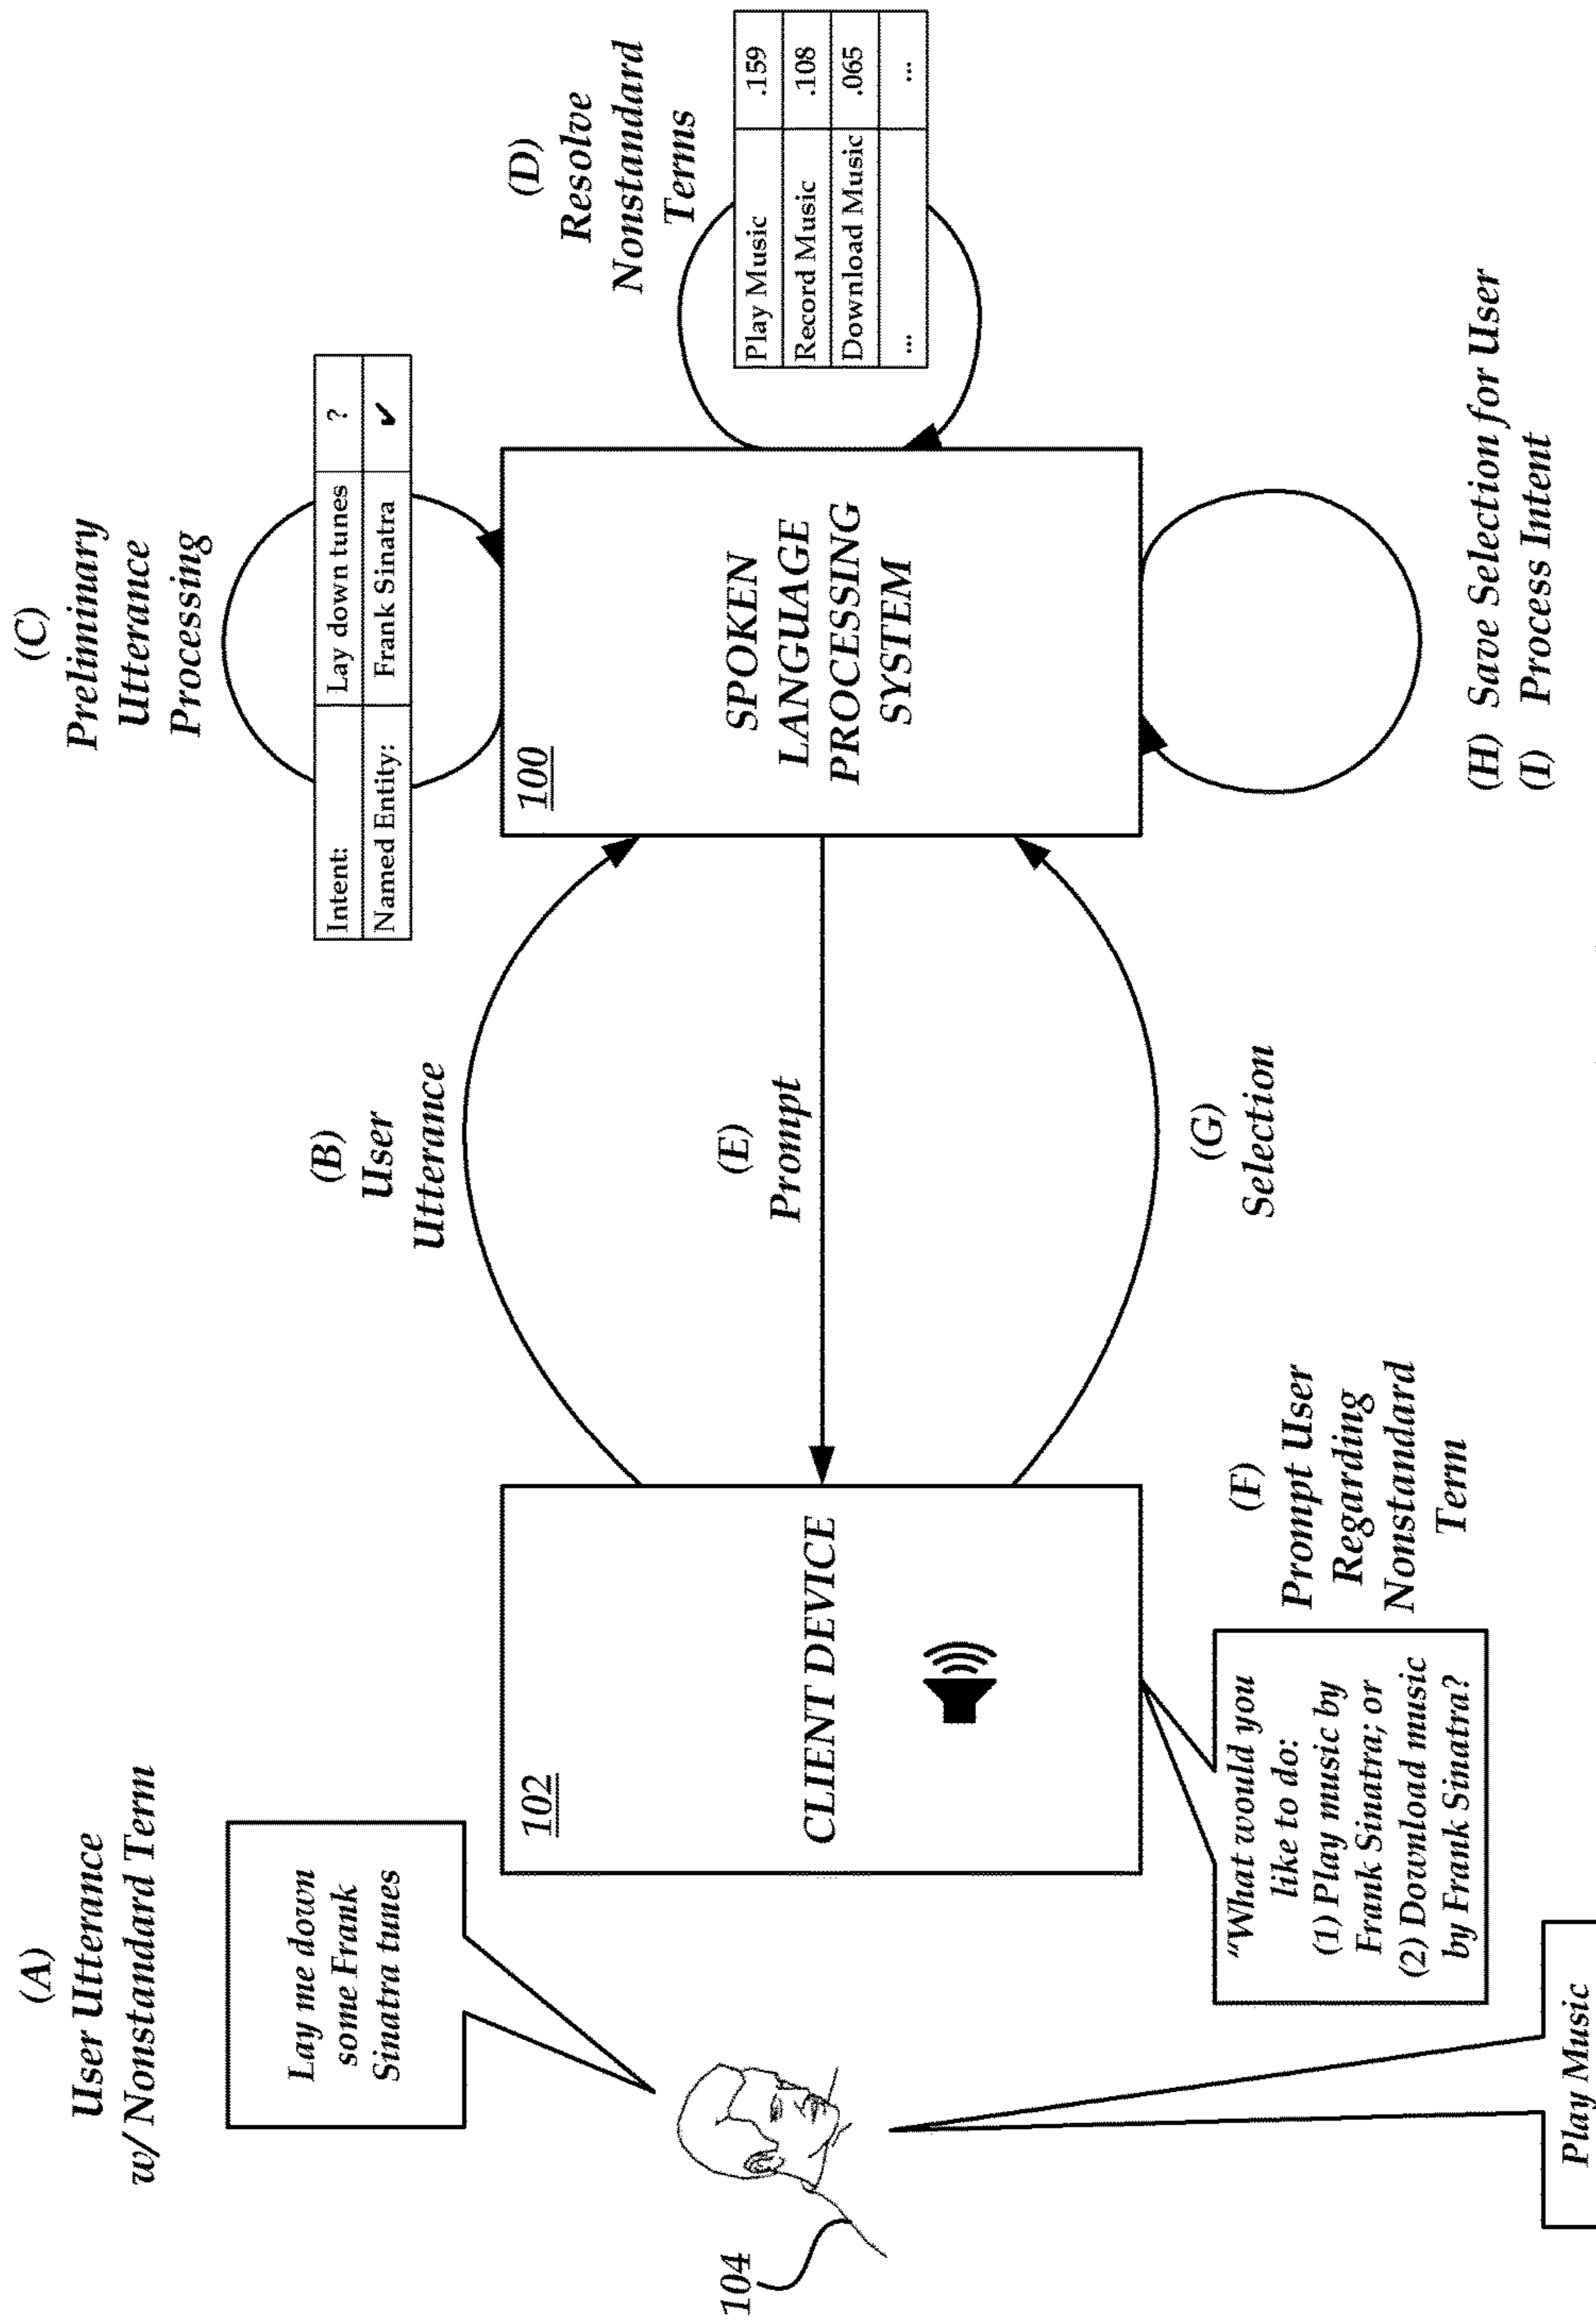 (A)
User Utterance
w/ Nonstandard Term
Lay me down
some Frank
Sinatra tunes
104
102
CLIENT DEVICE
(B)
User
Utterance
(C)
Preliminary
Utterance
Processing
Intent: Lay down tunes ?
Named Entity: Frank Sinatra ✔
100
SPOKEN
LANGUAGE
PROCESSING
SYSTEM
(D)
Resolve
Nonstandard
Terms
Play Music .159
Record Music .108
Download Music .065
... ...
(E)
Prompt
(F)
Prompt User
Regarding
Nonstandard
Term
"What would you
like to do:
(1) Play music by
Frank Sinatra; or
(2) Download music
by Frank Sinatra?
Play Music
(G)
Selection
(H) Save Selection for User
(I) Process Intent